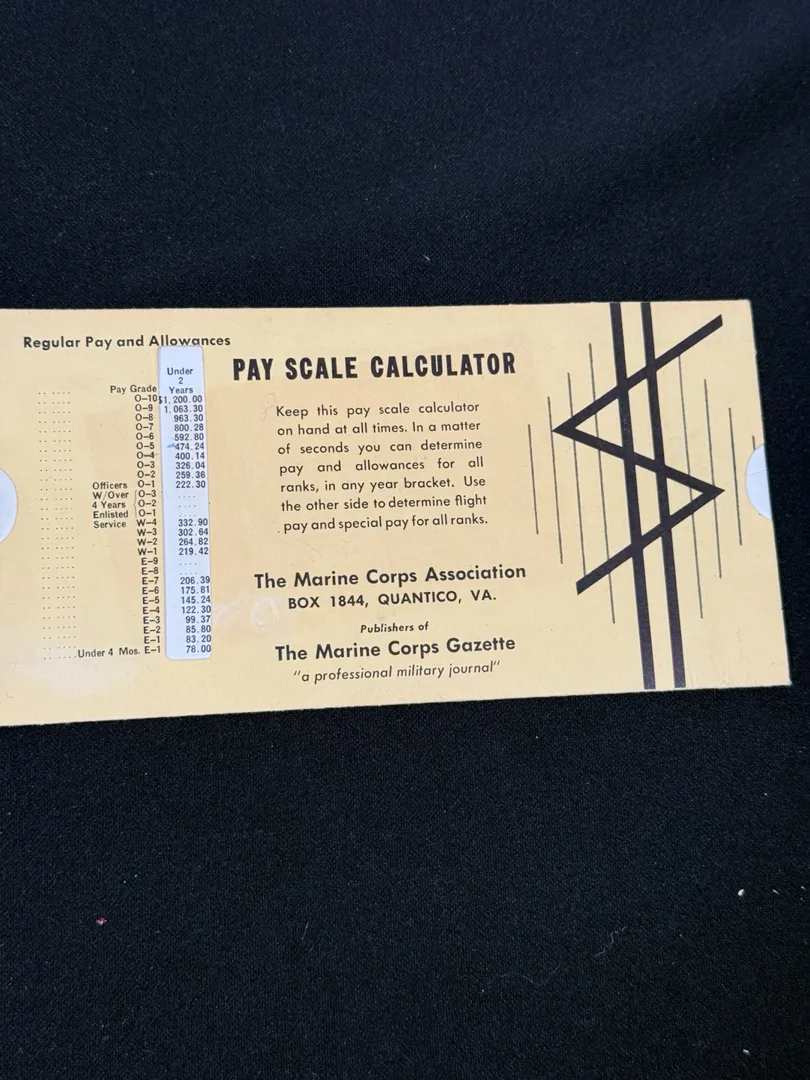 Regular Pay and Allowances
Under
2
Pay Grade Years
O-10 $1,200.00
O-9 1,063.30
O-8 963.30
O-7 800.28
O-6 592.80
O-5 474.24
O-4 400.14
O-3 326.04
O-2 259.36
Officers O-1 222.30
W/Over O-3 ....
4 Years O-2 ....
Enlisted O-1 ....
Service W-4 332.90
W-3 302.64
W-2 264.82
W-1 219.42
E-9 ....
E-8 ....
E-7 206.39
E-6 175.81
E-5 145.24
E-4 122.30
E-3 99.37
E-2 85.80
E-1 83.20
Under 4 Mos. E-1 78.00
PAY SCALE CALCULATOR
Keep this pay scale calculator
on hand at all times. In a matter
of seconds you can determine
pay and allowances for all
ranks, in any year bracket. Use
the other side to determine flight
pay and special pay for all ranks.
The Marine Corps Association
BOX 1844, QUANTICO, VA.
Publishers of
The Marine Corps Gazette
"a professional military journal"